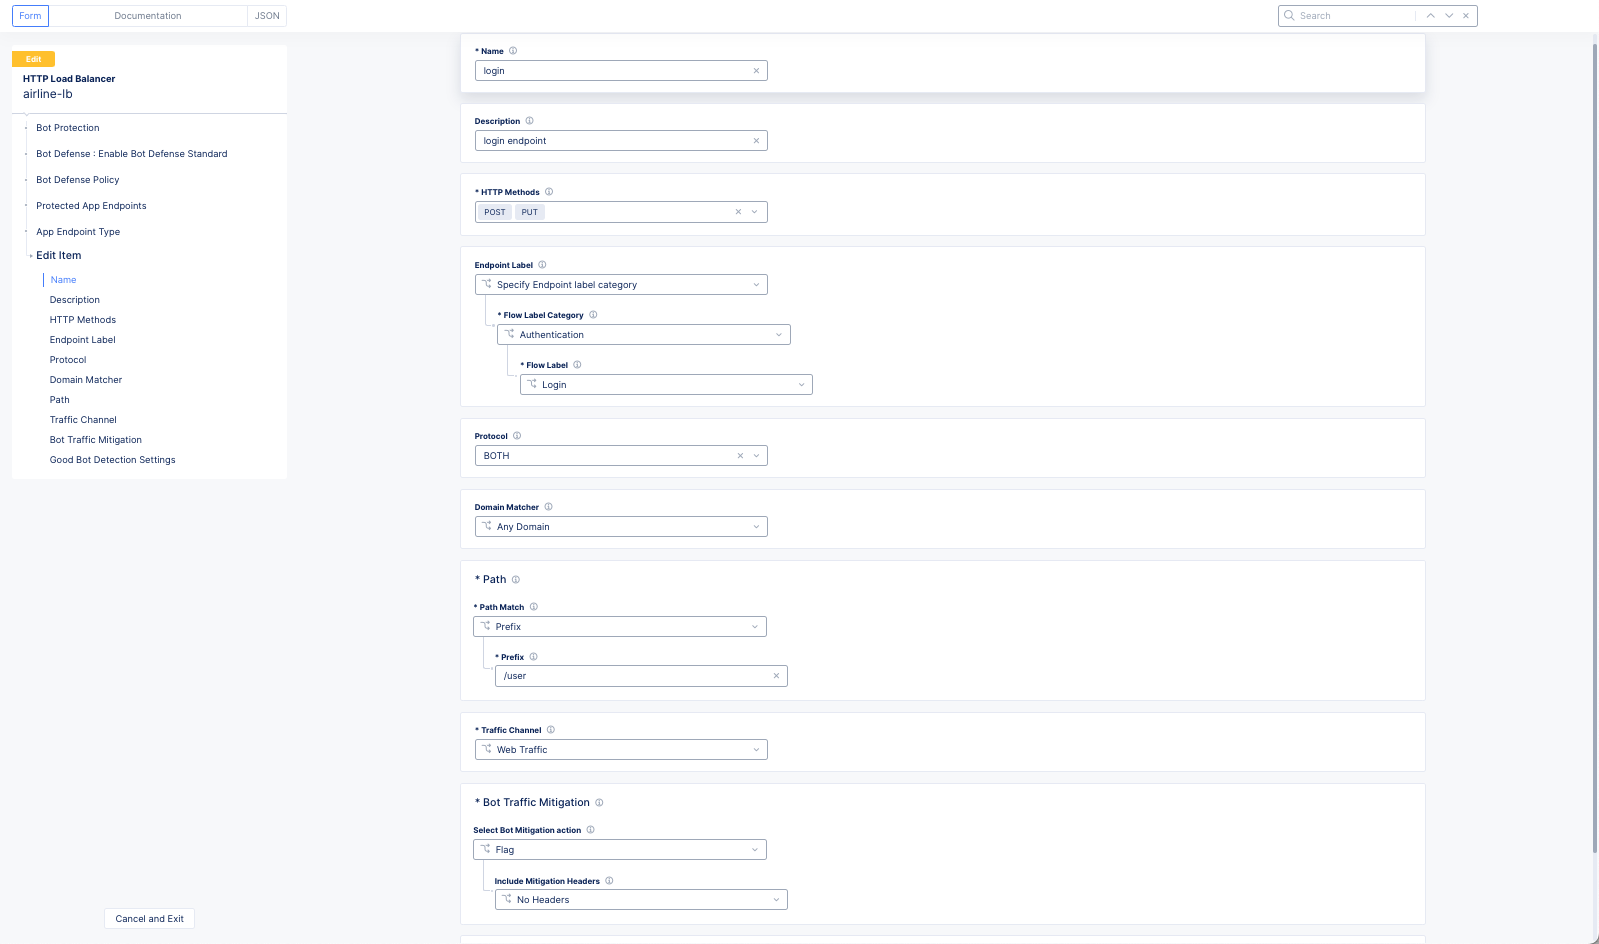 Form
Documentation
JSON
Search
Edit
HTTP Load Balancer
airline-lb
Bot Protection
Bot Defense : Enable Bot Defense Standard
Bot Defense Policy
Protected App Endpoints
App Endpoint Type
Edit Item
Name
Description
HTTP Methods
Endpoint Label
Protocol
Domain Matcher
Path
Traffic Channel
Bot Traffic Mitigation
Good Bot Detection Settings
Cancel and Exit
* Name
login
Description
login endpoint
* HTTP Methods
POST PUT
Endpoint Label
Specify Endpoint label category
* Flow Label Category
Authentication
* Flow Label
Login
Protocol
BOTH
Domain Matcher
Any Domain
* Path
* Path Match
Prefix
* Prefix
/user
* Traffic Channel
Web Traffic
* Bot Traffic Mitigation
Select Bot Mitigation action
Flag
Include Mitigation Headers
No Headers